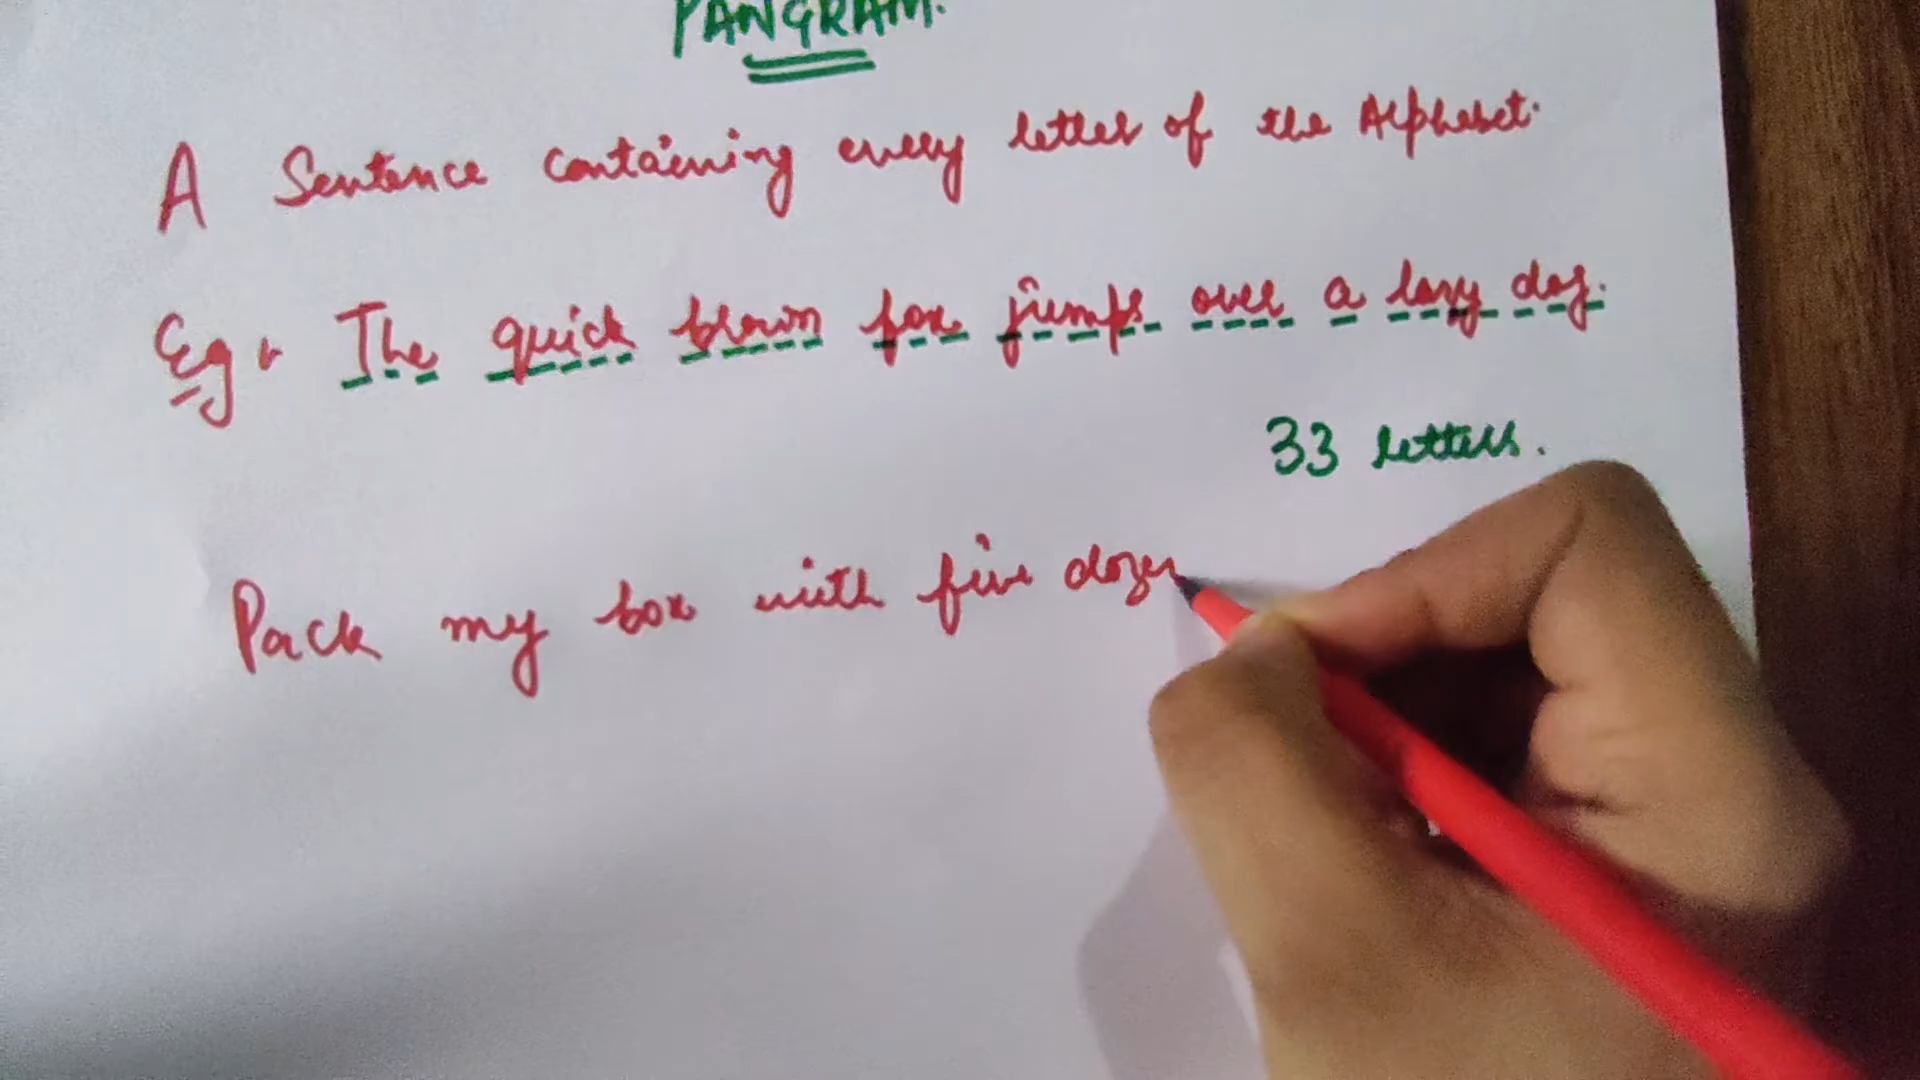 PANGRAM.
A Sentence containing every letter of the Alphabet.
Eg. The quick brown fox jumps over a lazy dog.
33 letters.
Pack my box with five dozen